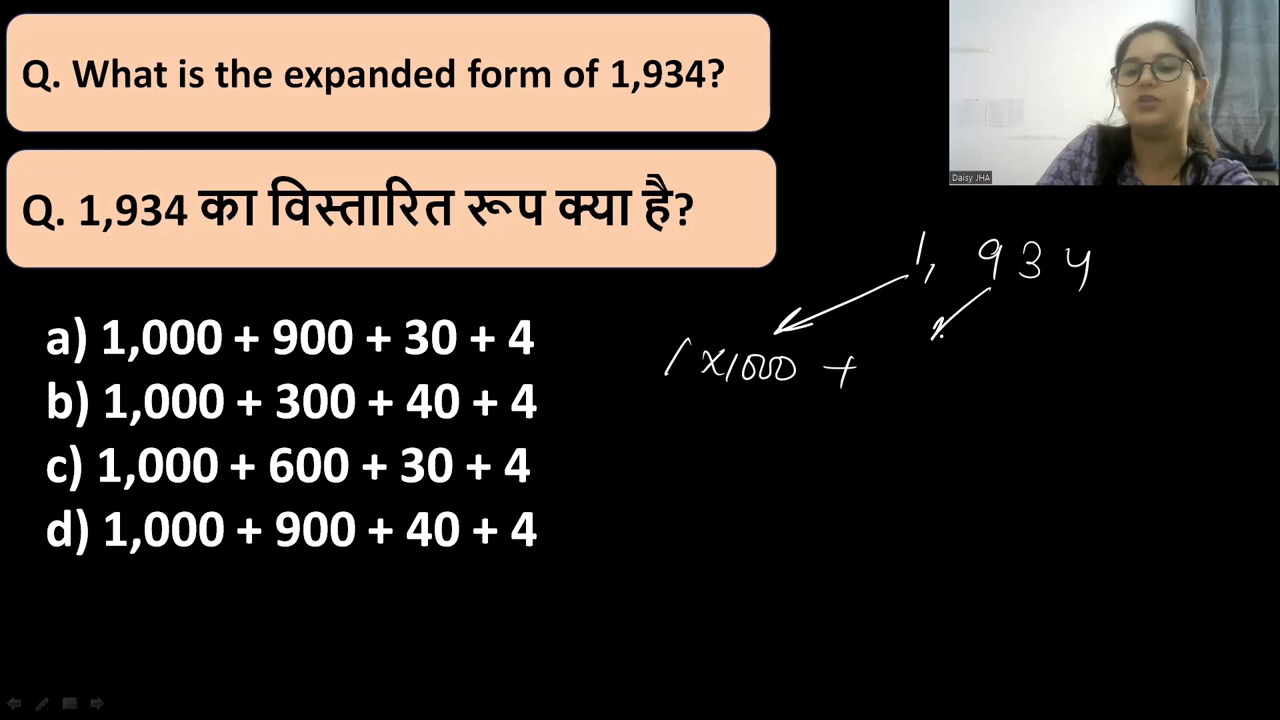 Q. What is the expanded form of 1,934?
Q. 1,934 का विस्तारित रूप क्या है?
Daisy JHA
1, 934
1 x1000 +
a) 1,000 + 900 + 30 + 4
b) 1,000 + 300 + 40 + 4
c) 1,000 + 600 + 30 + 4
d) 1,000 + 900 + 40 + 4